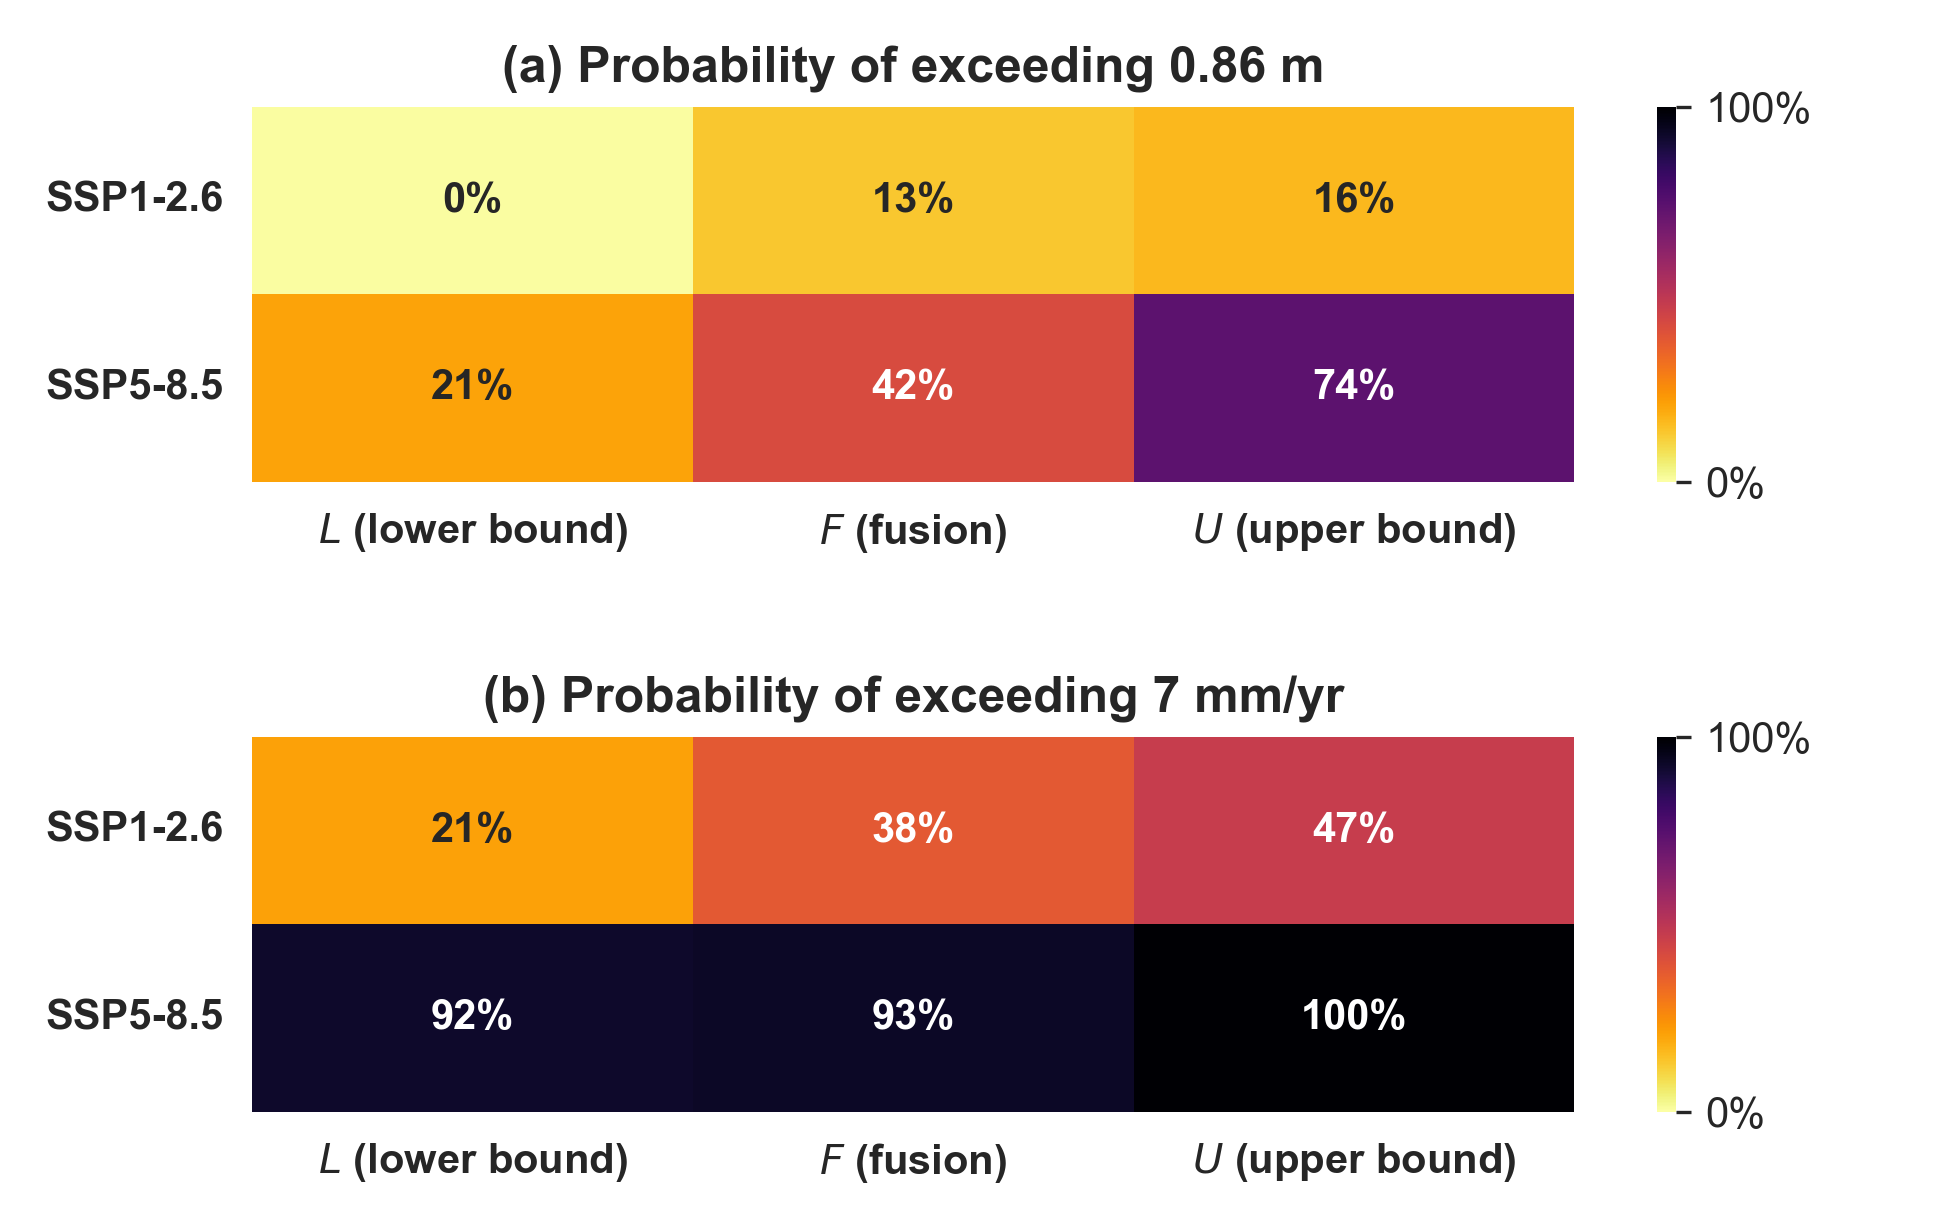 (a) Probability of exceeding 0.86 m
100%
SSP1-2.6 0% 13% 16%
SSP5-8.5 21% 42% 74%
0%
L (lower bound) F (fusion) U (upper bound)
(b) Probability of exceeding 7 mm/yr
100%
SSP1-2.6 21% 38% 47%
SSP5-8.5 92% 93% 100%
0%
L (lower bound) F (fusion) U (upper bound)